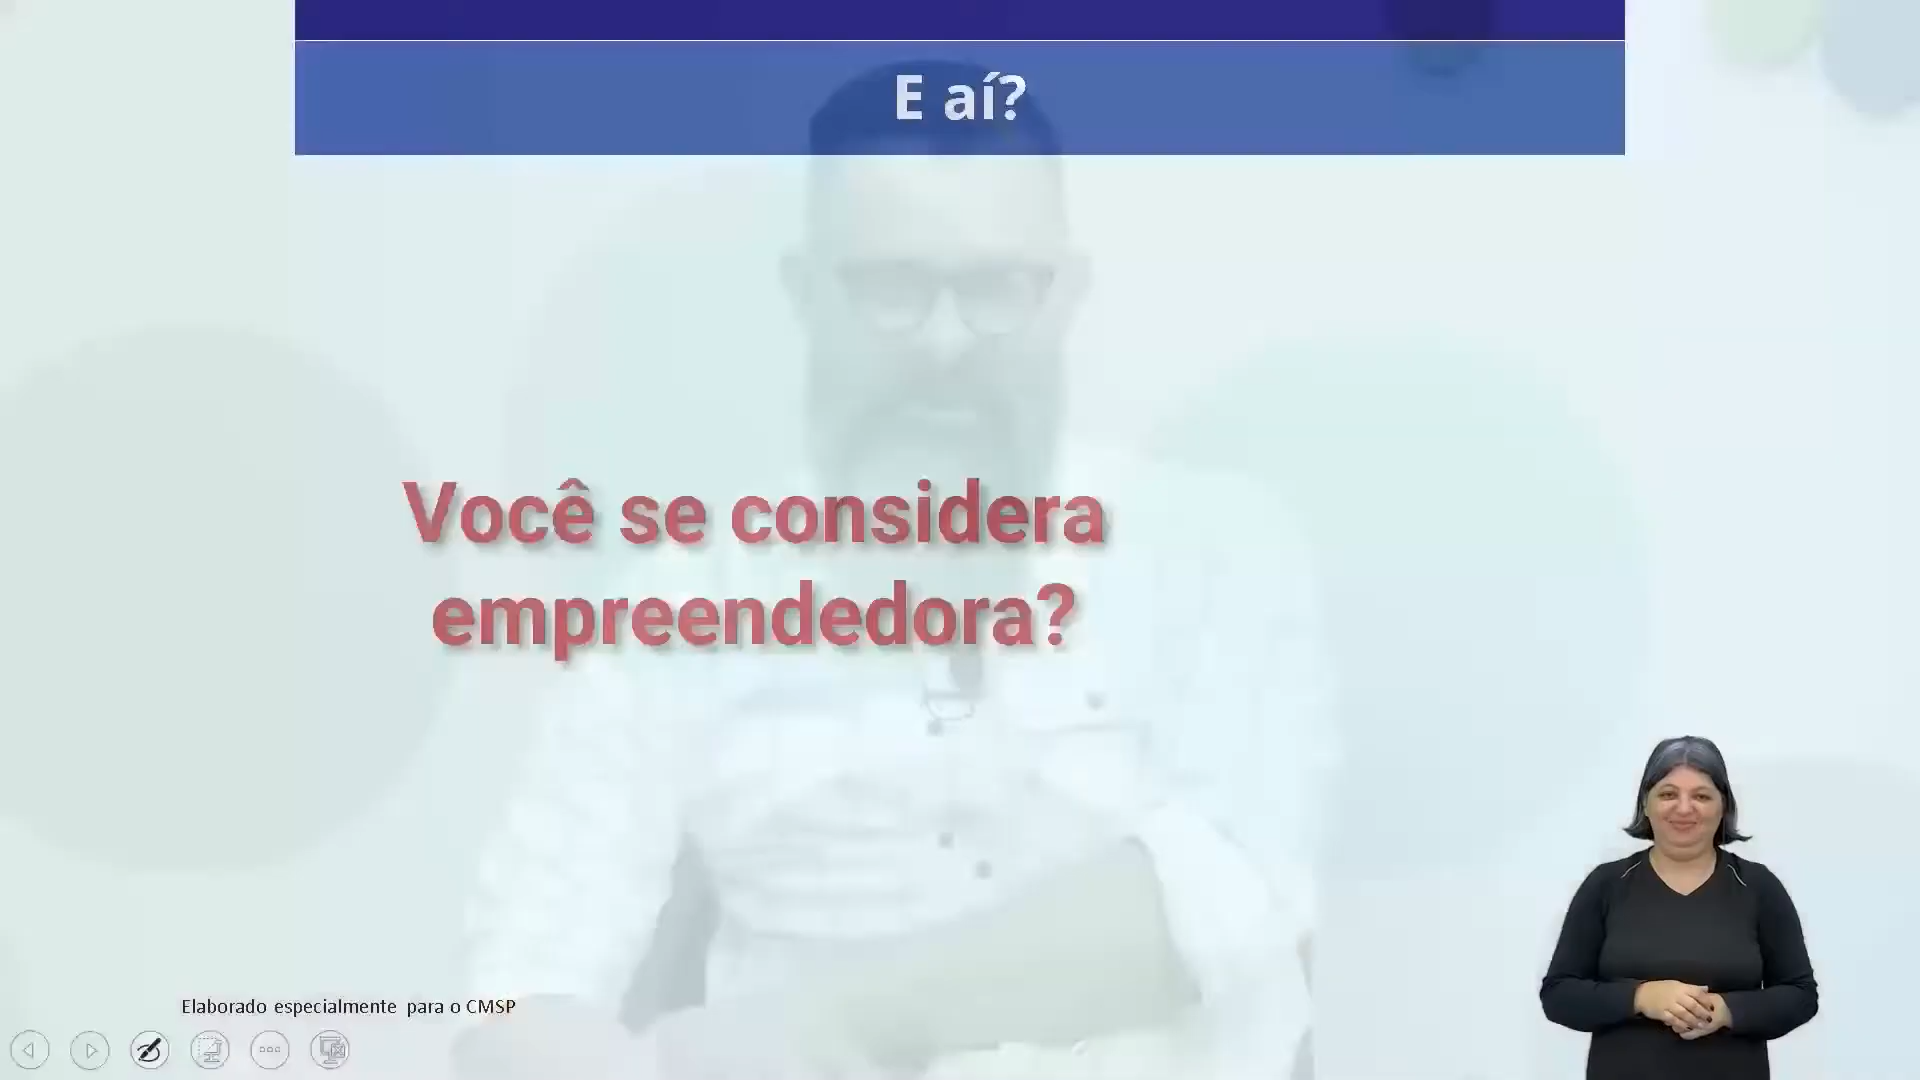 E aí?
Você se considera
empreendedora?
Elaborado especialmente para o CMSP